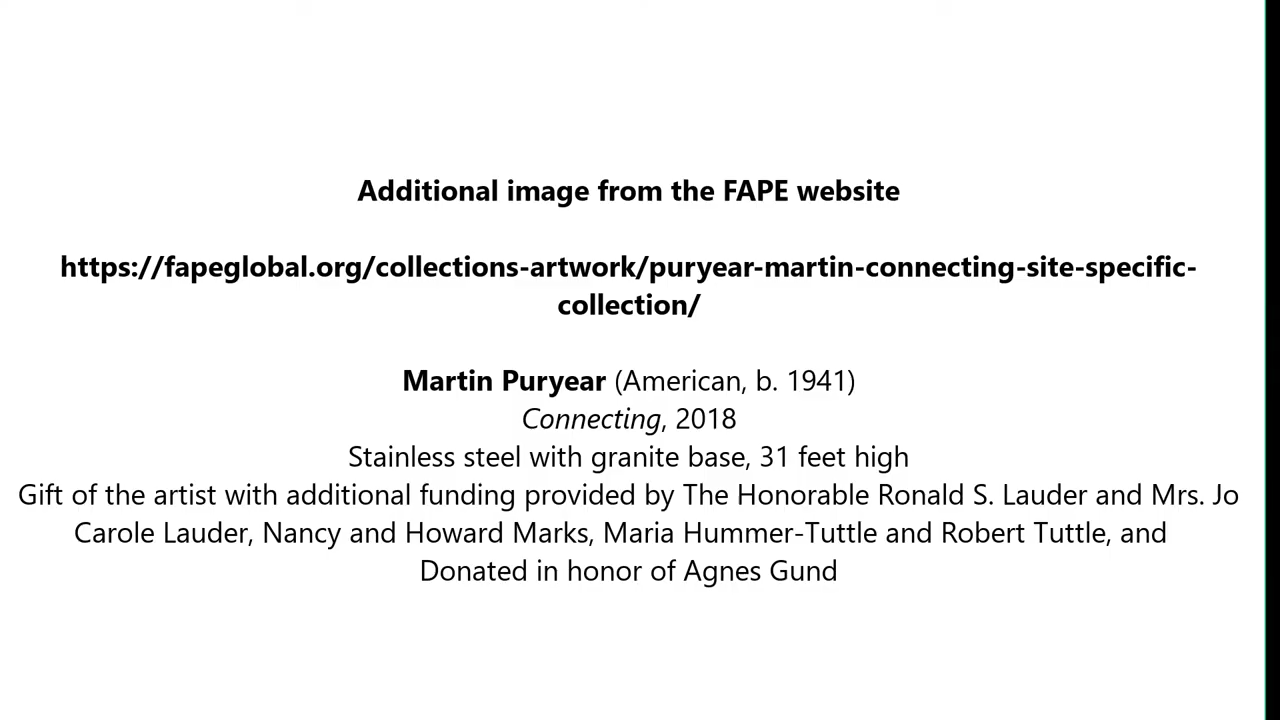 Additional image from the FAPE website
https://fapeglobal.org/collections-artwork/puryear-martin-connecting-site-specific-
collection/
Martin Puryear (American, b. 1941)
Connecting, 2018
Stainless steel with granite base, 31 feet high
Gift of the artist with additional funding provided by The Honorable Ronald S. Lauder and Mrs. Jo
Carole Lauder, Nancy and Howard Marks, Maria Hummer-Tuttle and Robert Tuttle, and
Donated in honor of Agnes Gund